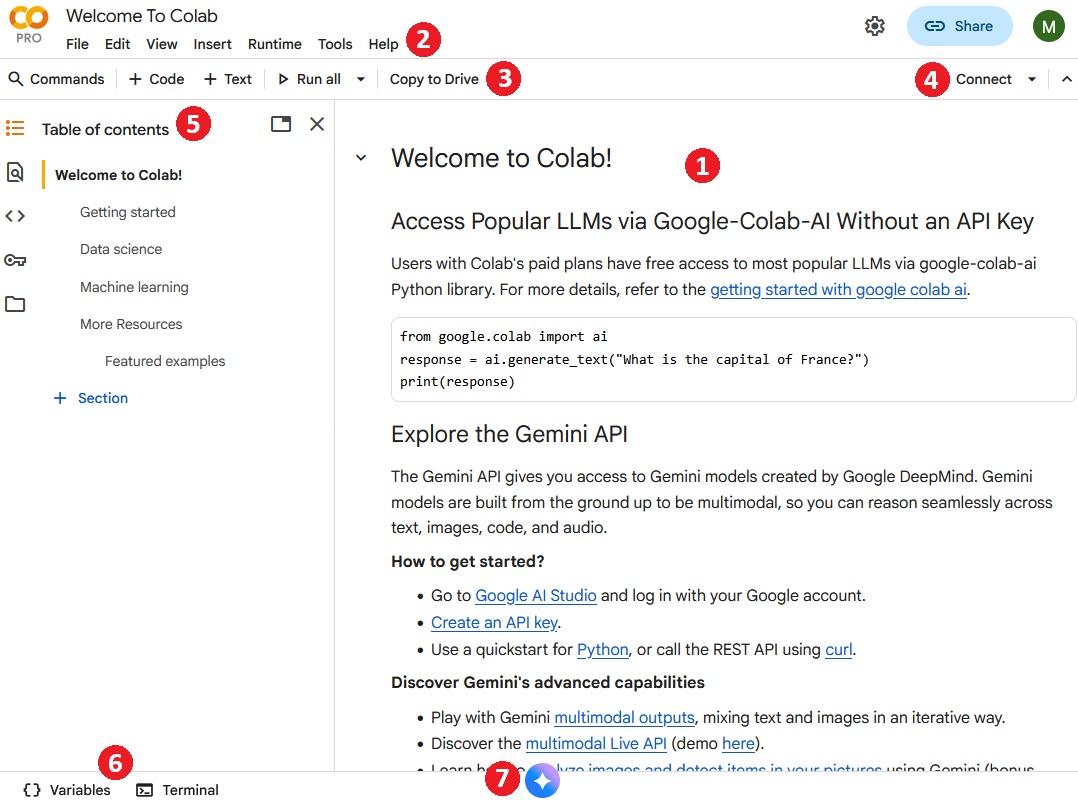 Welcome To Colab
PRO
File Edit View Insert Runtime Tools Help 2
Share M
Commands + Code + Text Run all Copy to Drive 3
4 Connect
Table of contents 5
Welcome to Colab!
Getting started
Data science
Machine learning
More Resources
Featured examples
+ Section
Welcome to Colab! 1
Access Popular LLMs via Google-Colab-AI Without an API Key
Users with Colab's paid plans have free access to most popular LLMs via google-colab-ai
Python library. For more details, refer to the getting started with google colab ai.
from google.colab import ai
response = ai.generate_text("What is the capital of France?")
print(response)
Explore the Gemini API
The Gemini API gives you access to Gemini models created by Google DeepMind. Gemini
models are built from the ground up to be multimodal, so you can reason seamlessly across
text, images, code, and audio.
How to get started?
• Go to Google AI Studio and log in with your Google account.
• Create an API key.
• Use a quickstart for Python, or call the REST API using curl.
Discover Gemini's advanced capabilities
• Play with Gemini multimodal outputs, mixing text and images in an iterative way.
• Discover the multimodal Live API (demo here).
• Learn images and detect items in your pictures using Gemini (bonus
6
7
Variables Terminal